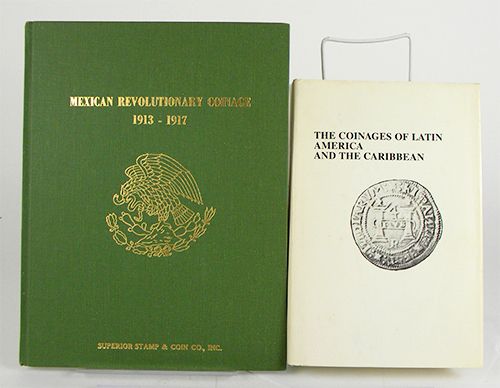 MEXICAN REVOLUTIONARY COINAGE
1913 - 1917
SUPERIOR STAMP & COIN CO., INC.
THE COINAGES OF LATIN
AMERICA
AND THE CARIBBEAN